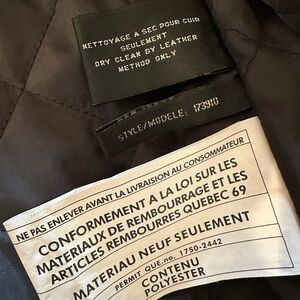 NETTOYAGE A SEC POUR CUIR
SEULEMENT
DRY CLEAN BY LEATHER
METHOD ONLY
STYLE/MODELE: 173910
NE PAS ENLEVER AVANT LA LIVRAISON AU CONSOMMATEUR
CONFORMEMENT A LA LOI SUR LES
MATERIAUX DE REMBOURRAGE ET LES
ARTICLES REMBOURRES QUEBEC 69
MATERIAU NEUF SEULEMENT
PERMIT QUE.no. 1750-2442
CONTENU
POLYESTER